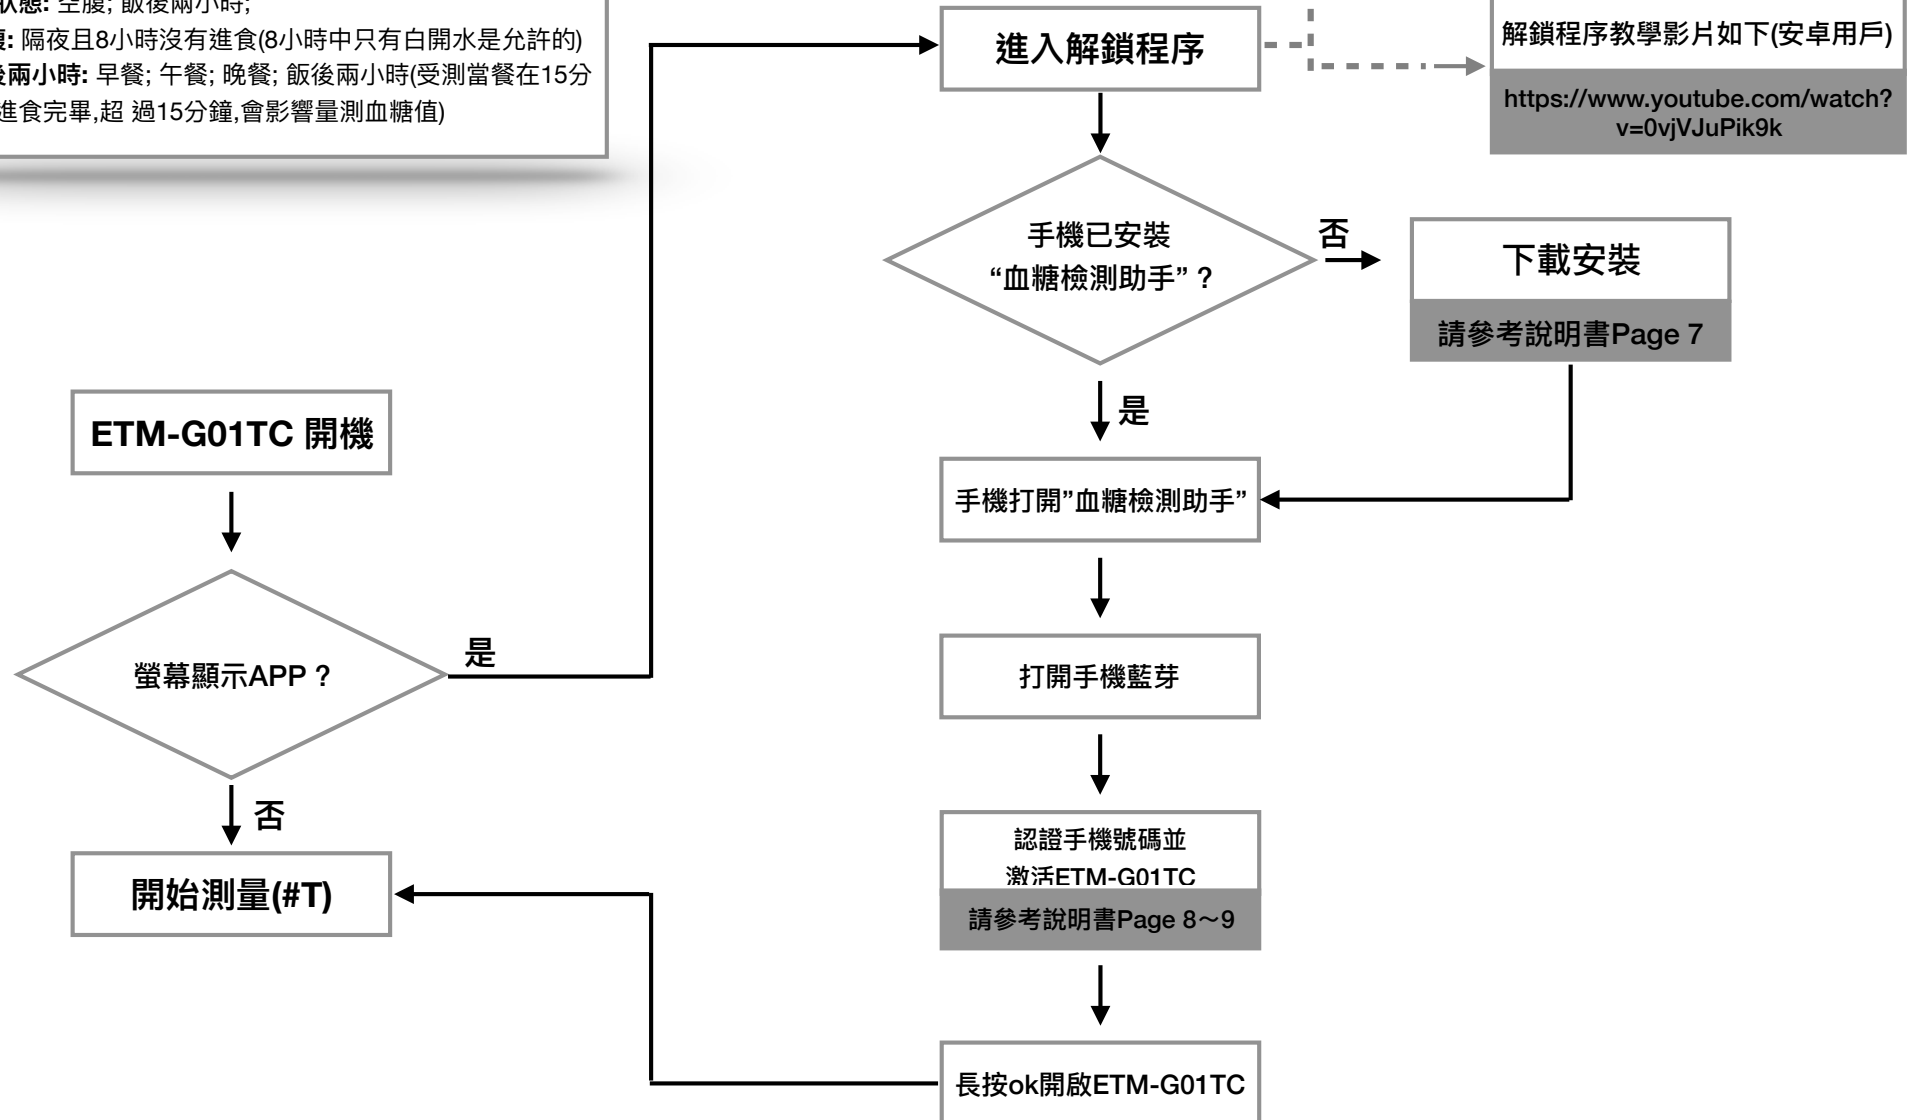 狀態: 空腹; 飯後兩小時;
隔夜且8小時沒有進食(8小時中只有白開水是允許的)
後兩小時: 早餐; 午餐; 晚餐; 飯後兩小時(受測當餐在15分
進食完畢,超 過15分鐘,會影響量測血糖值)
進入解鎖程序
解鎖程序教學影片如下(安卓用戶)
https://www.youtube.com/watch?
v=0vjVJuPik9k
手機已安裝
“血糖檢測助手” ?
否
下載安裝
請參考說明書Page 7
是
ETM-G01TC 開機
手機打開”血糖檢測助手”
螢幕顯示APP ?
是
打開手機藍芽
否
開始測量(#T)
認證手機號碼並
激活ETM-G01TC
請參考說明書Page 8～9
長按ok開啟ETM-G01TC